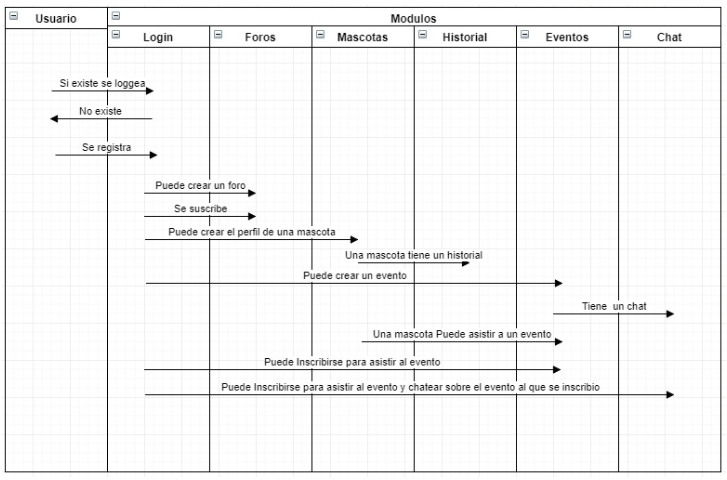 Usuario
Modulos
Login
Foros
Mascotas
Historial
Eventos
Chat
Si existe se loggea
No existe
Se registra
Puede crear un foro
Se suscribe
Puede crear el perfil de una mascota
Una mascota tiene un historial
Puede crear un evento
Tiene un chat
Una mascota Puede asistir a un evento
Puede Inscribirse para asistir al evento
Puede Inscribirse para asistir al evento y chatear sobre el evento al que se inscribio